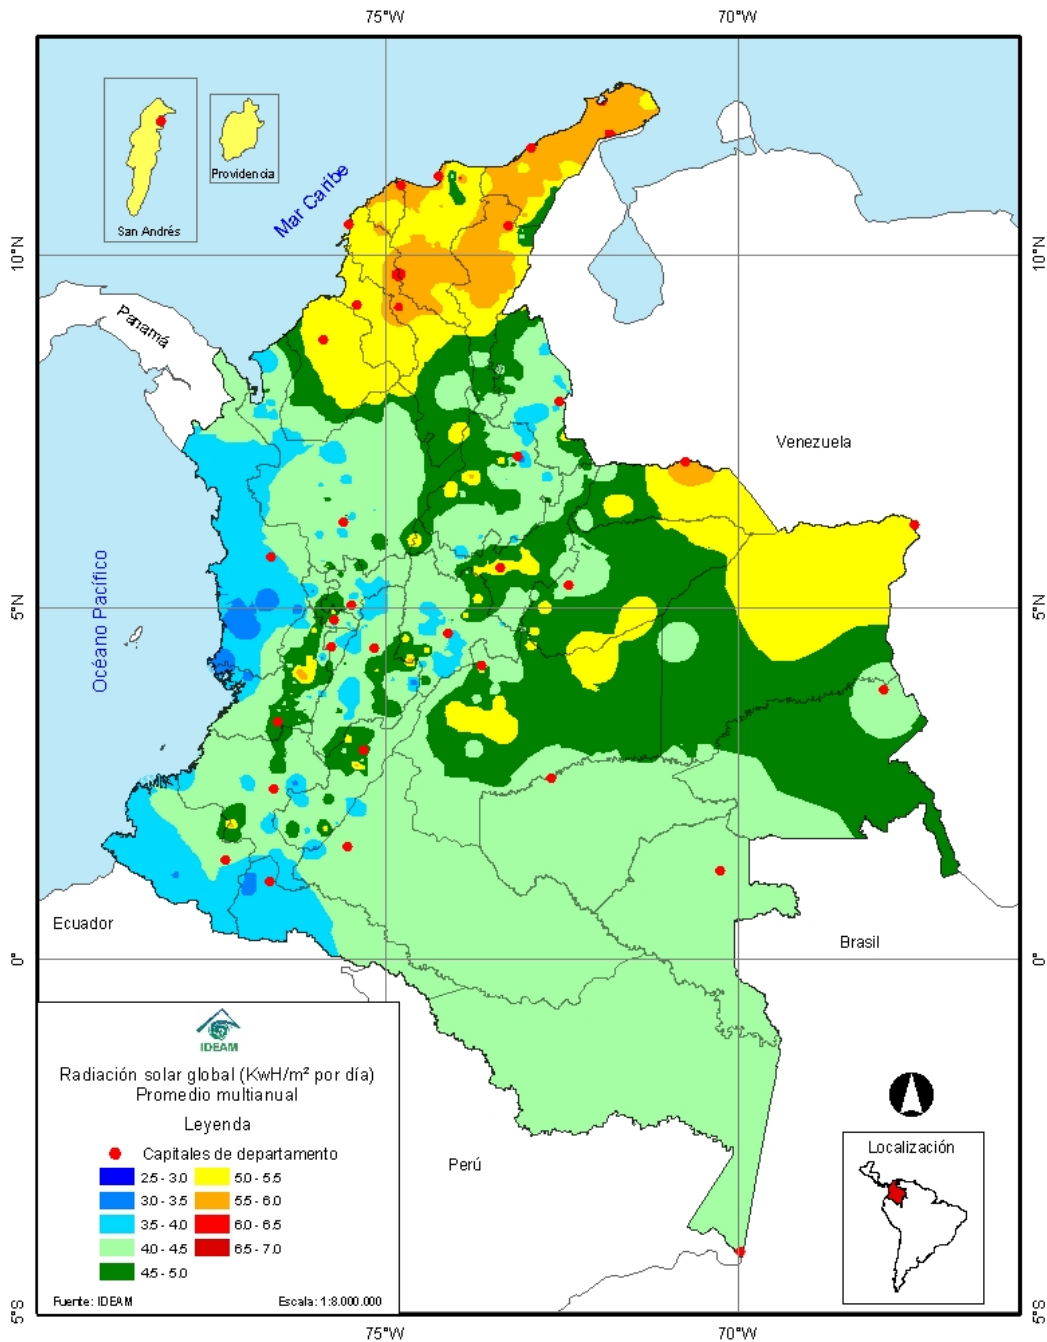 75°W
70°W
San Andrés
Providencia
Mar Caribe
10°N
10°N
Panamá
Venezuela
Océano Pacífico
5°N
5°N
Ecuador
Brasil
0°
0°
IDEAM
Radiación solar global (KwH/m² por día)
Promedio multianual
Leyenda
Capitales de departamento
2.5 - 3.0
5.0 - 5.5
3.0 - 3.5
5.5 - 6.0
3.5 - 4.0
6.0 - 6.5
4.0 - 4.5
6.5 - 7.0
4.5 - 5.0
Fuente: IDEAM
Escala: 1:8.000.000
Perú
Localización
5°S
5°S
75°W
70°W